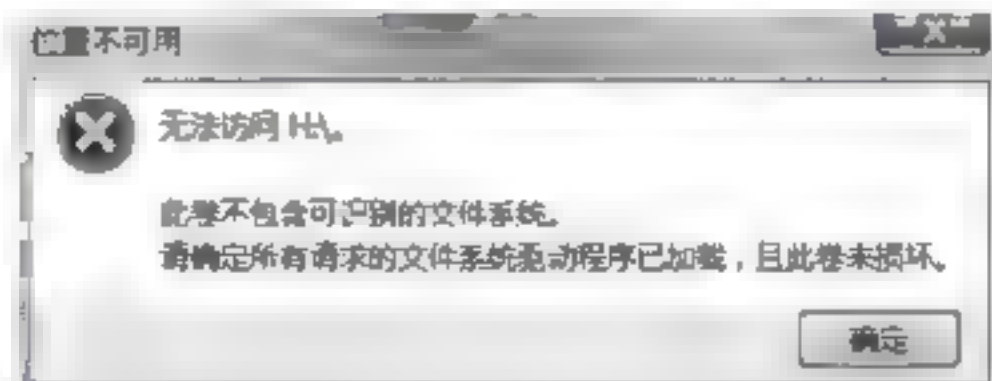 位置不可用
无法访问 H:\。
此卷不包含可识别的文件系统。
请确定所有请求的文件系统驱动程序已加载，且此卷未损坏。
确定